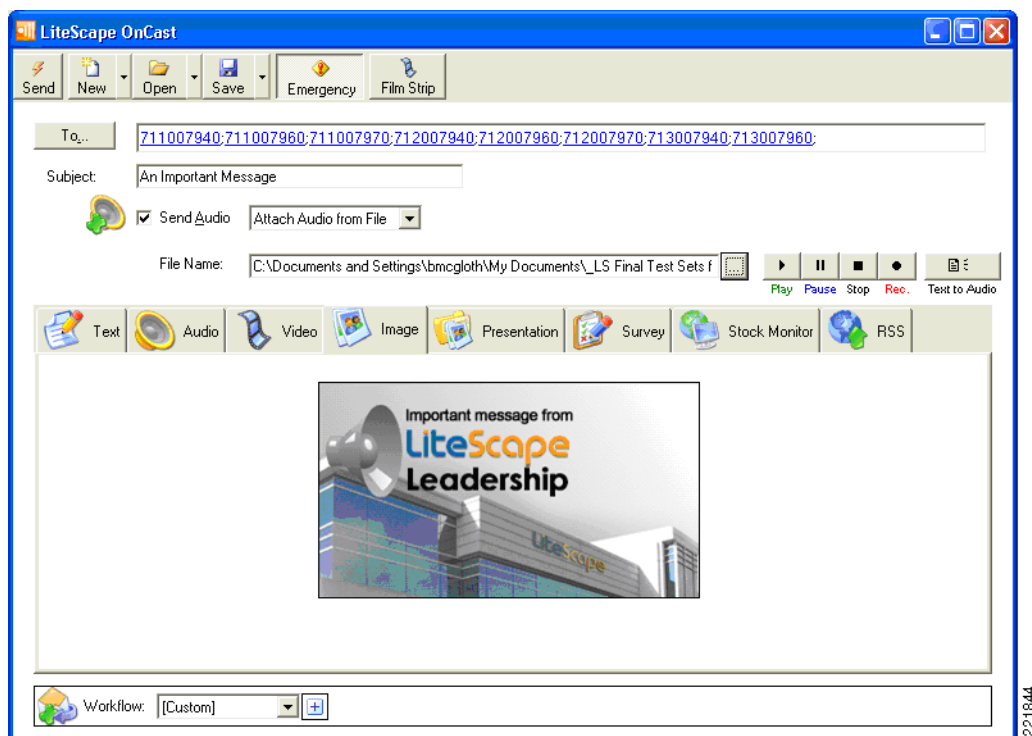 LiteScape OnCast
Send New Open Save Emergency Film Strip
To... 711007940;711007960;711007970;712007940;712007960;712007970;713007940;713007960;
Subject: An Important Message
Send Audio Attach Audio from File
File Name: C:\Documents and Settings\bmcgloth\My Documents\_LS Final Test Sets f ...
Play Pause Stop Rec. Text to Audio
Text Audio Video Image Presentation Survey Stock Monitor RSS
Important message from
LiteScape
Leadership
LiteScape
Workflow: [Custom]
221844